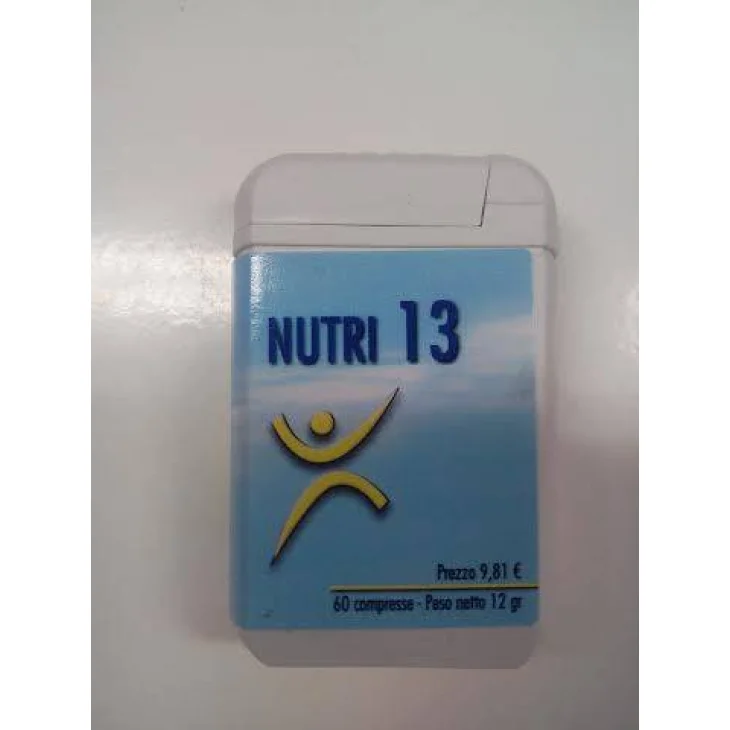 NUTRI 13
Prezzo 9,81 €
60 compresse - Peso netto 12 gr